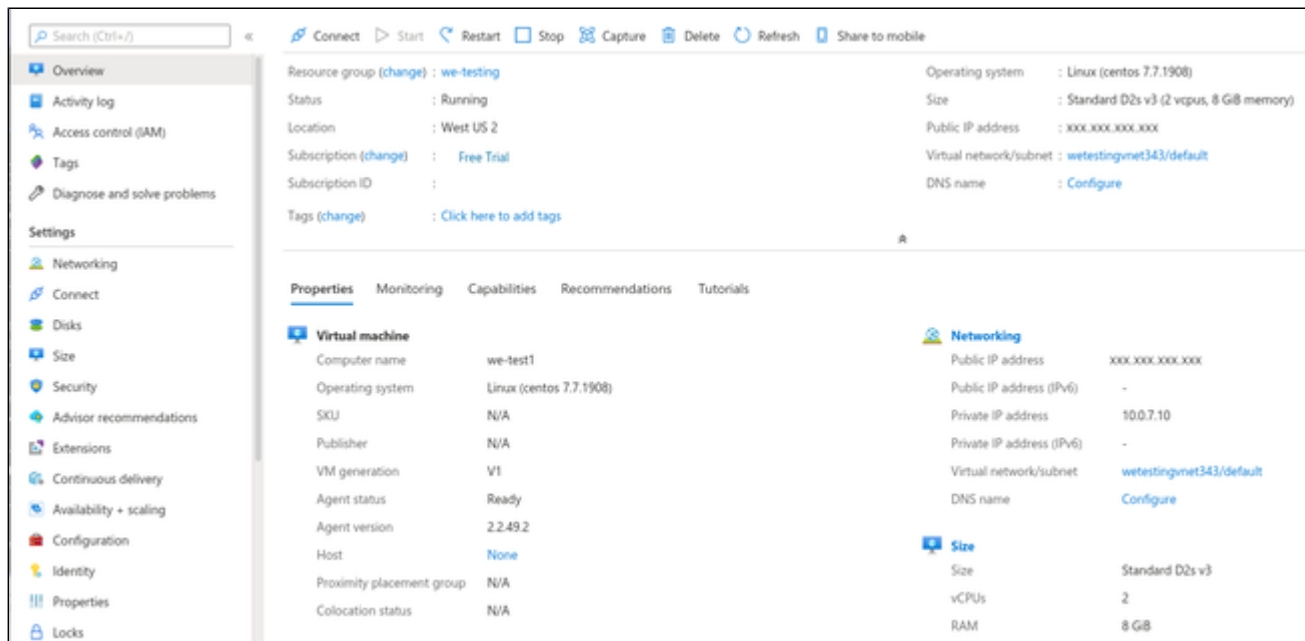 Search (Ctrl+/)
«
Overview
Activity log
Access control (IAM)
Tags
Diagnose and solve problems
Settings
Networking
Connect
Disks
Size
Security
Advisor recommendations
Extensions
Continuous delivery
Availability + scaling
Configuration
Identity
Properties
Locks
Connect Start Restart Stop Capture Delete Refresh Share to mobile
Resource group (change) : we-testing
Status : Running
Location : West US 2
Subscription (change) : Free Trial
Subscription ID :
Tags (change) : Click here to add tags
Operating system : Linux (centos 7.7.1908)
Size : Standard D2s v3 (2 vcpus, 8 GiB memory)
Public IP address : xxx.xxx.xxx.xxx
Virtual network/subnet : wetestingvnet343/default
DNS name : Configure
Properties Monitoring Capabilities Recommendations Tutorials
Virtual machine
Computer name we-test1
Operating system Linux (centos 7.7.1908)
SKU N/A
Publisher N/A
VM generation V1
Agent status Ready
Agent version 2.2.49.2
Host None
Proximity placement group N/A
Colocation status N/A
Networking
Public IP address xxx.xxx.xxx.xxx
Public IP address (IPv6) -
Private IP address 10.0.7.10
Private IP address (IPv6) -
Virtual network/subnet wetestingvnet343/default
DNS name Configure
Size
Size Standard D2s v3
vCPUs 2
RAM 8 GiB